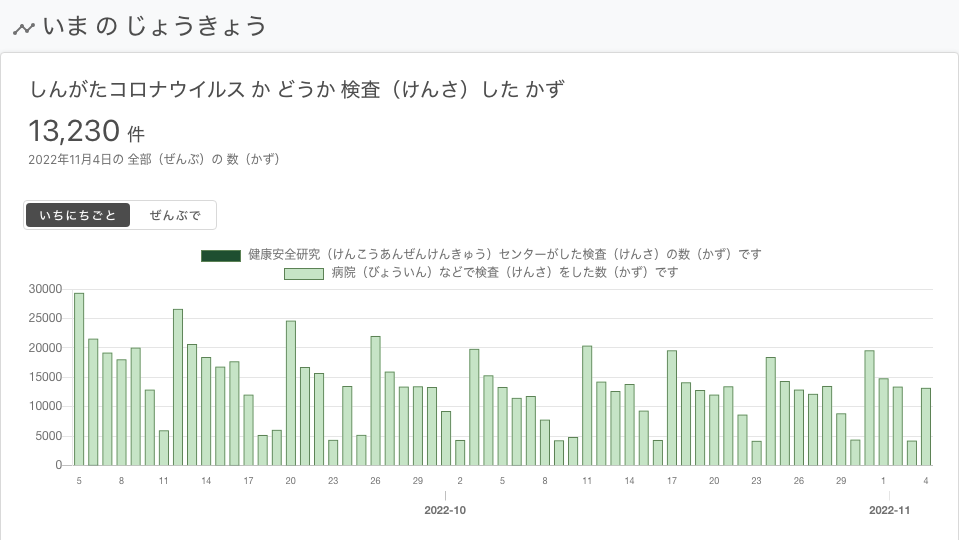 いま の じょうきょう
しんがたコロナウイルス か どうか 検査（けんさ）した かず
13,230 件
2022年11月4日の 全部（ぜんぶ）の 数（かず）
いちにちごと ぜんぶで
健康安全研究（けんこうあんぜんけんきゅう）センターがした検査（けんさ）の数（かず）です
病院（びょういん）などで検査（けんさ）をした数（かず）です
30000
25000
20000
15000
10000
5000
0
5 8 11 14 17 20 23 26 29 2 5 8 11 14 17 20 23 26 29 1 4
2022-10 2022-11